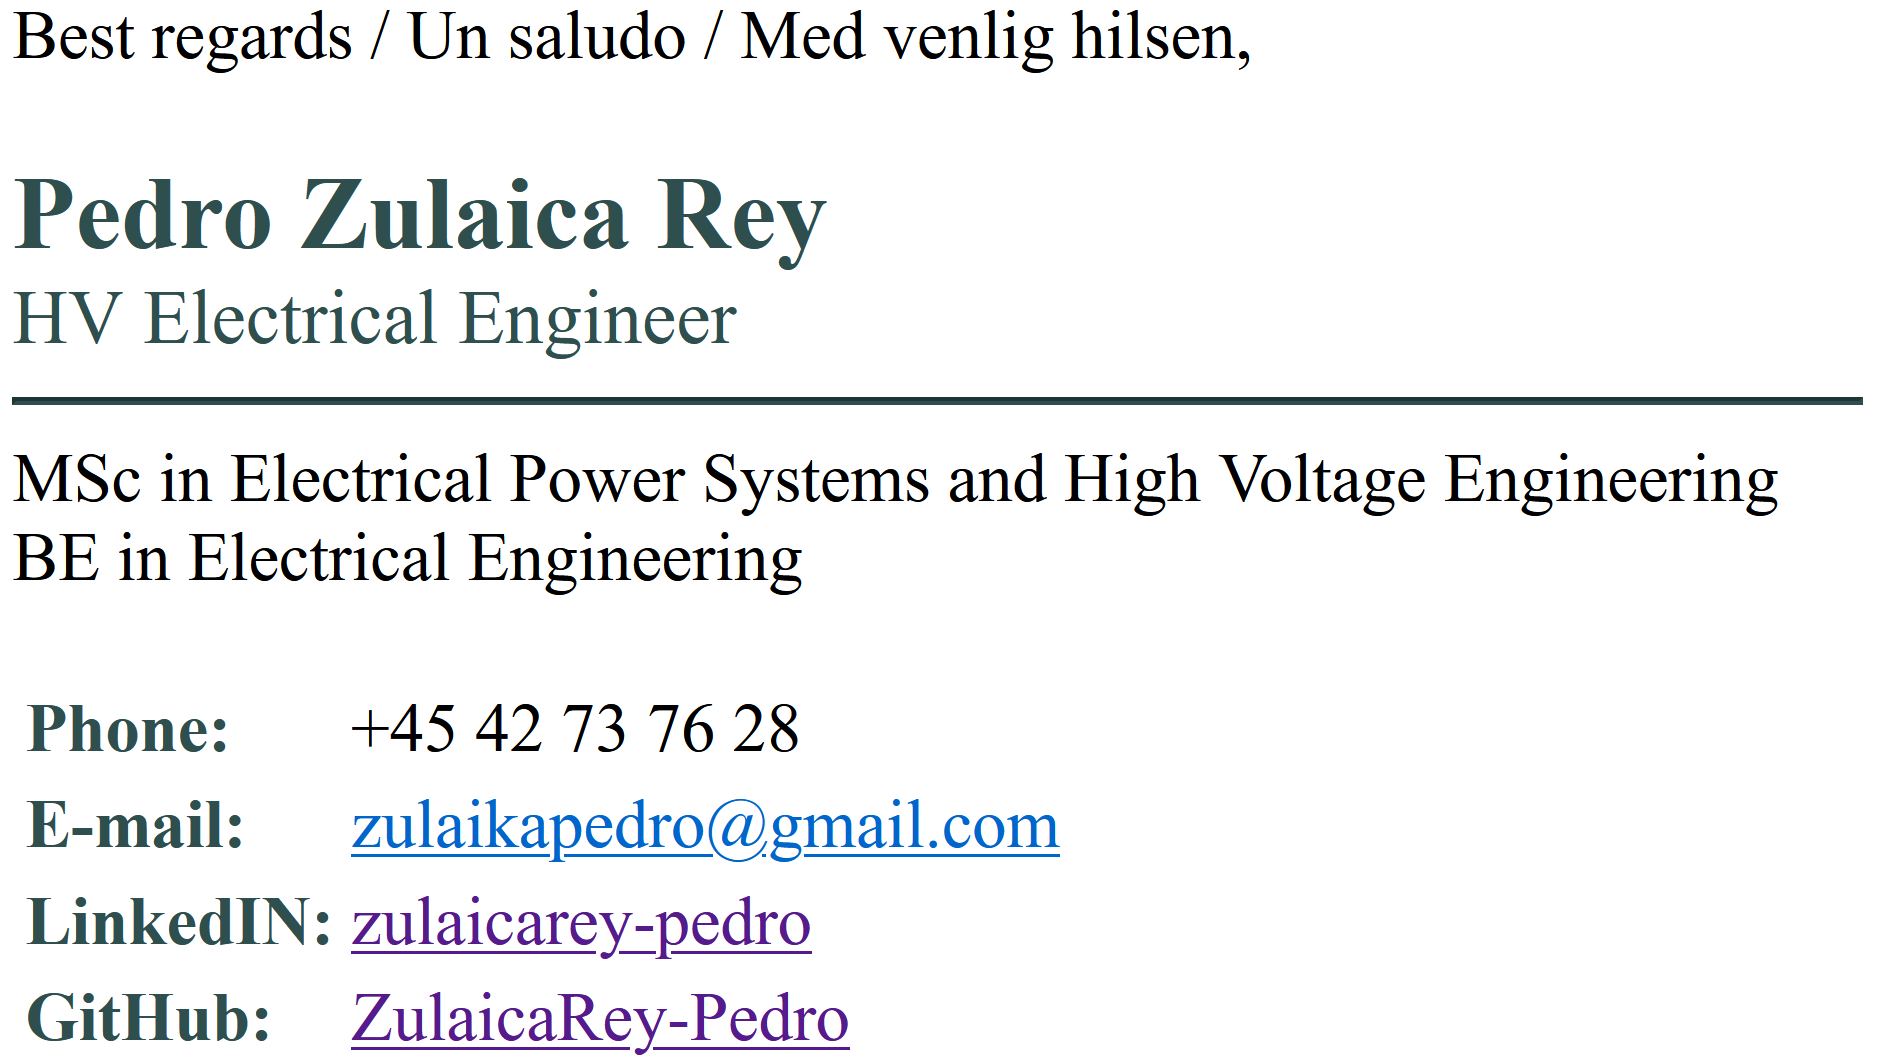 Best regards / Un saludo / Med venlig hilsen,
Pedro Zulaica Rey
HV Electrical Engineer
MSc in Electrical Power Systems and High Voltage Engineering
BE in Electrical Engineering
Phone: +45 42 73 76 28
E-mail: zulaikapedro@gmail.com
LinkedIN: zulaicarey-pedro
GitHub: ZulaicaRey-Pedro